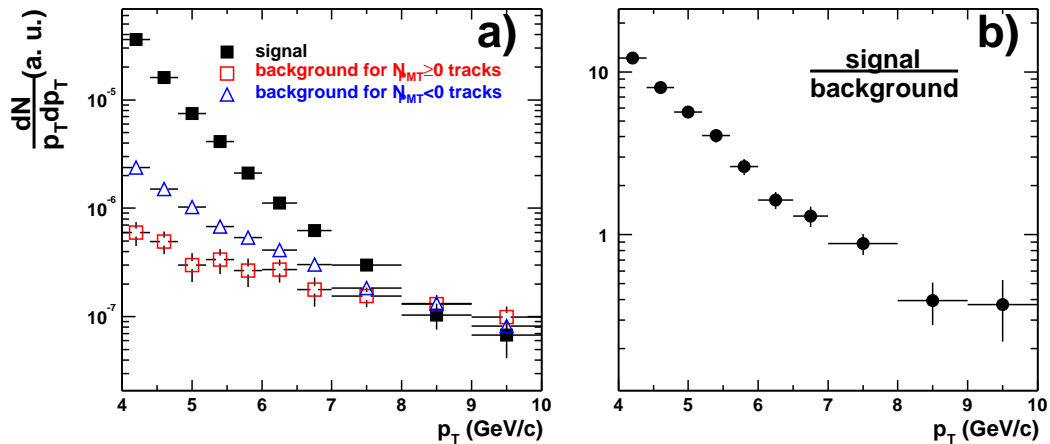 a)
dN
p_T dp_T (a. u.)
signal
background for N_PMT≥0 tracks
background for N_PMT<0 tracks
10^-5
10^-6
10^-7
4 5 6 7 8 9 10
p_T (GeV/c)
b)
signal
background
10
1
4 5 6 7 8 9 10
p_T (GeV/c)